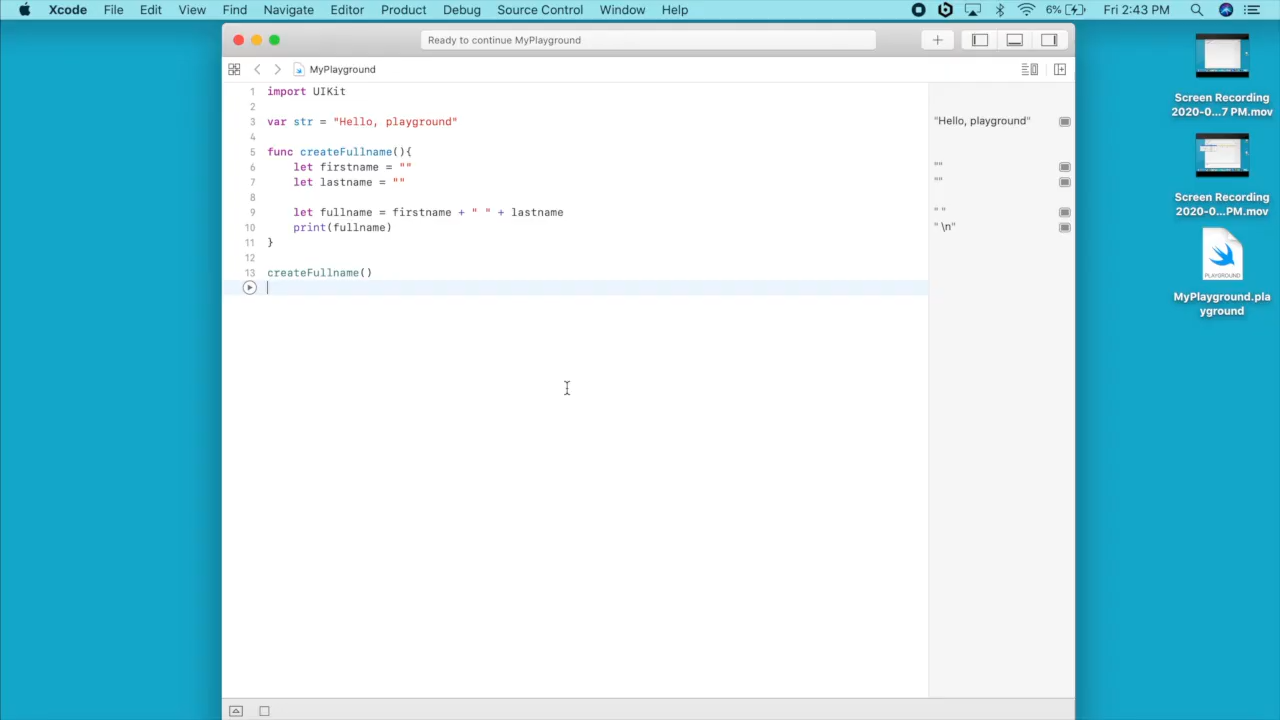 Xcode File Edit View Find Navigate Editor Product Debug Source Control Window Help 6% Fri 2:43 PM
Ready to continue MyPlayground
MyPlayground
1 import UIKit
2
3 var str = "Hello, playground" "Hello, playground"
4
5 func createFullname(){
6 let firstname = "" ""
7 let lastname = "" ""
8
9 let fullname = firstname + " " + lastname " "
10 print(fullname) " \n"
11 }
12
13 createFullname()
Screen Recording
2020-0...7 PM.mov
Screen Recording
2020-0...PM.mov
PLAYGROUND
MyPlayground.pla
yground